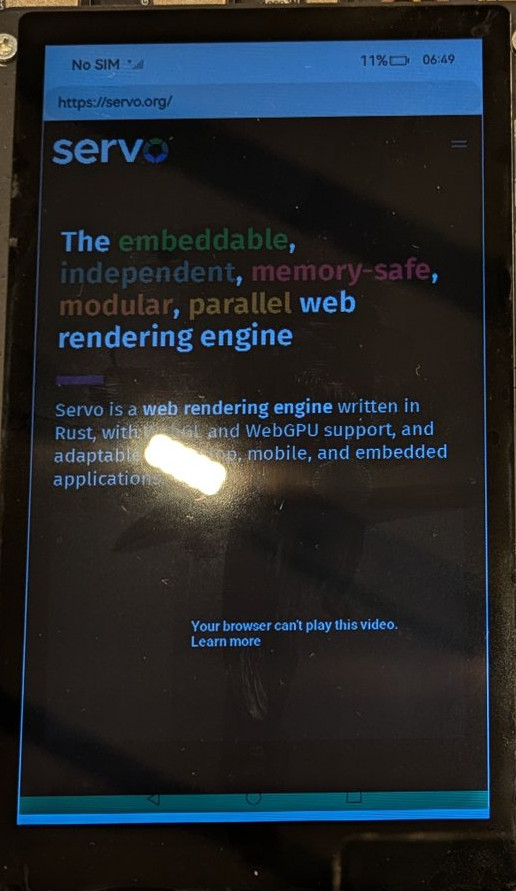 No SIM
11% 06:49
https://servo.org/
servo
The embeddable,
independent, memory-safe,
modular, parallel web
rendering engine
Servo is a web rendering engine written in
Rust, with and WebGPU support, and
adaptable mobile, and embedded
applications
Your browser can't play this video.
Learn more